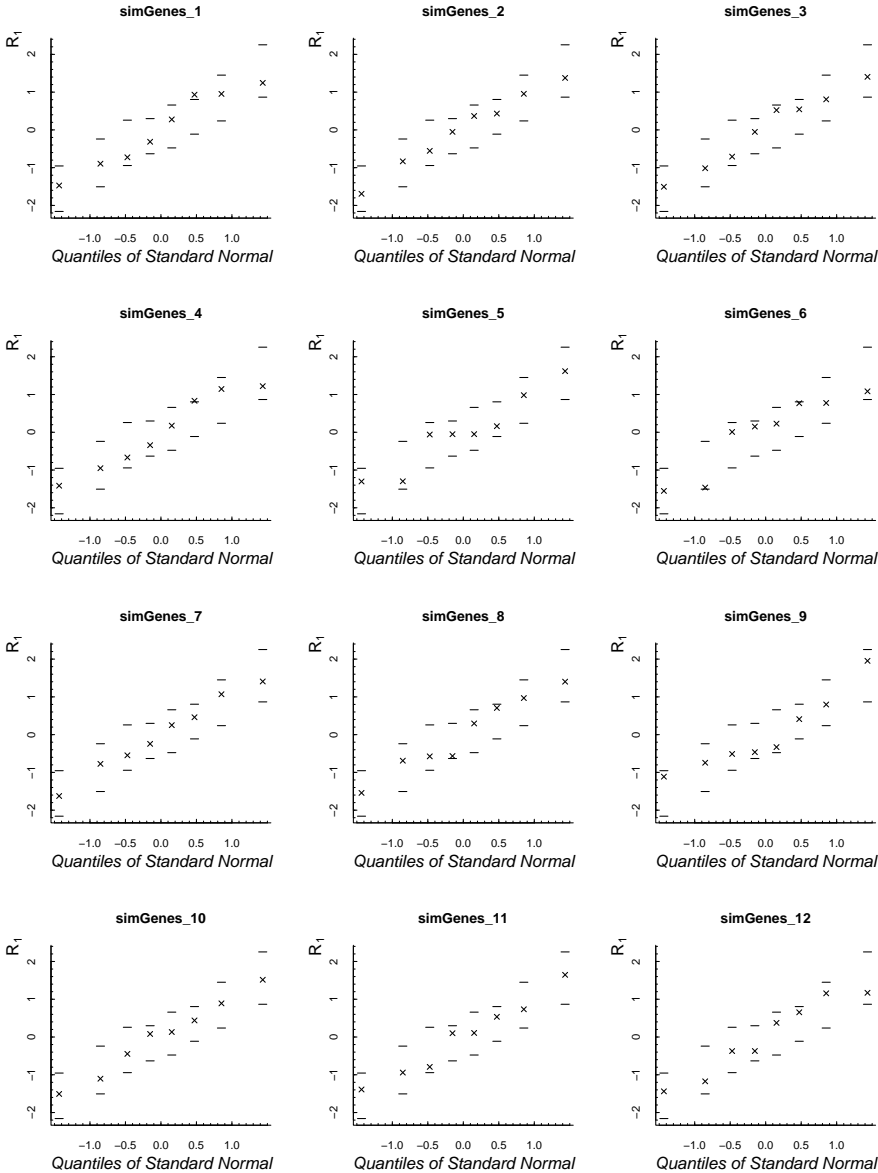 simGenes_1 simGenes_2 simGenes_3
R1 R1 R1
2 2 2
1 1 1
0 0 0
−1 −1 −1
−2 −2 −2
−1.0 −0.5 0.0 0.5 1.0 −1.0 −0.5 0.0 0.5 1.0 −1.0 −0.5 0.0 0.5 1.0
Quantiles of Standard Normal Quantiles of Standard Normal Quantiles of Standard Normal
simGenes_4 simGenes_5 simGenes_6
R1 R1 R1
2 2 2
1 1 1
0 0 0
−1 −1 −1
−2 −2 −2
−1.0 −0.5 0.0 0.5 1.0 −1.0 −0.5 0.0 0.5 1.0 −1.0 −0.5 0.0 0.5 1.0
Quantiles of Standard Normal Quantiles of Standard Normal Quantiles of Standard Normal
simGenes_7 simGenes_8 simGenes_9
R1 R1 R1
2 2 2
1 1 1
0 0 0
−1 −1 −1
−2 −2 −2
−1.0 −0.5 0.0 0.5 1.0 −1.0 −0.5 0.0 0.5 1.0 −1.0 −0.5 0.0 0.5 1.0
Quantiles of Standard Normal Quantiles of Standard Normal Quantiles of Standard Normal
simGenes_10 simGenes_11 simGenes_12
R1 R1 R1
2 2 2
1 1 1
0 0 0
−1 −1 −1
−2 −2 −2
−1.0 −0.5 0.0 0.5 1.0 −1.0 −0.5 0.0 0.5 1.0 −1.0 −0.5 0.0 0.5 1.0
Quantiles of Standard Normal Quantiles of Standard Normal Quantiles of Standard Normal